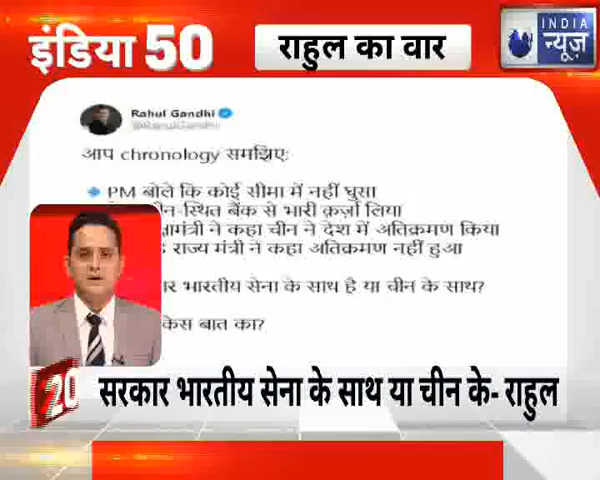 इंडिया 50
राहुल का वार
INDIA
न्यूज़
Rahul Gandhi
@RahulGandhi
आप chronology समझिए:
PM बोले कि कोई सीमा में नहीं घुसा
स्थित बैंक से भारी क़र्ज़ा लिया
ने कहा चीन ने देश में अतिक्रमण किया
राज्य मंत्री ने कहा अतिक्रमण नहीं हुआ
भारतीय सेना के साथ है या चीन के साथ?
बात का?
20
सरकार भारतीय सेना के साथ या चीन के- राहुल